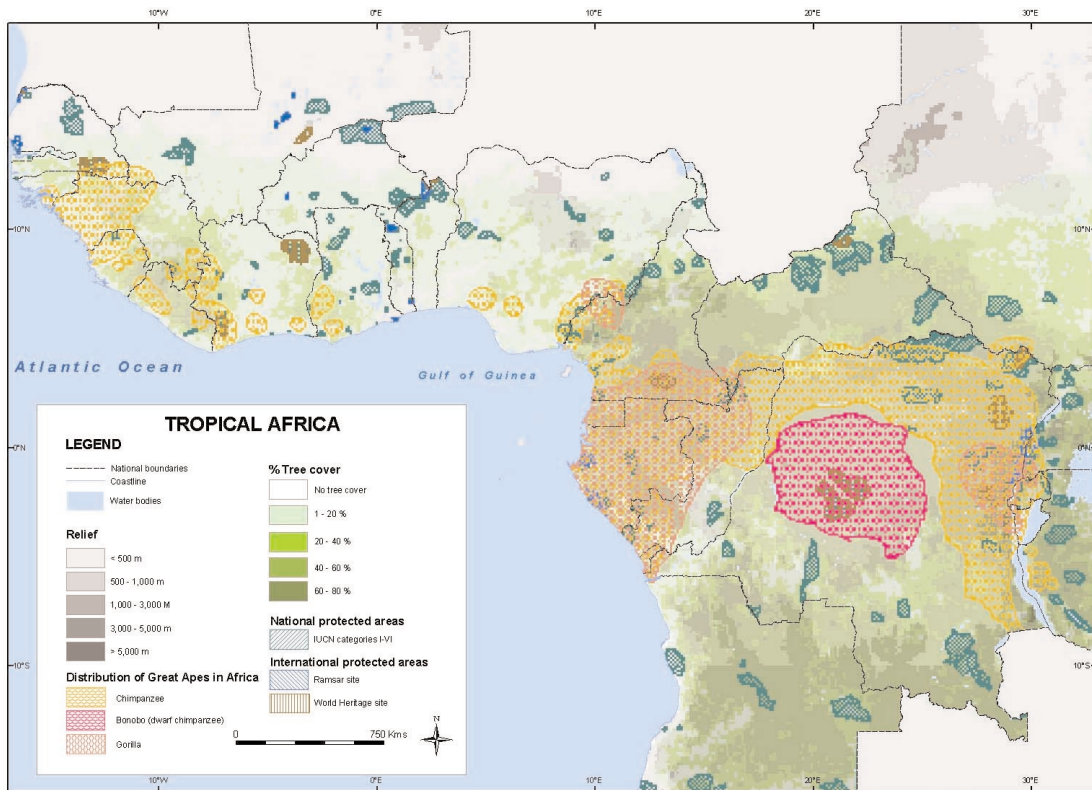 10°W
0°E
10°E
20°E
30°E
10°N
10°N
Atlantic Ocean
Gulf of Guinea
TROPICAL AFRICA
LEGEND
National boundaries
Coastline
Water bodies
Relief
< 500 m
500 - 1,000 m
1,000 - 3,000 M
3,000 - 5,000 m
> 5,000 m
Distribution of Great Apes in Africa
Chimpanzee
Bonobo (dwarf chimpanzee)
Gorilla
% Tree cover
No tree cover
1 - 20 %
20 - 40 %
40 - 60 %
60 - 80 %
National protected areas
IUCN categories I-VI
International protected areas
Ramsar site
World Heritage site
0
750 Kms
N
0°N
0°N
10°S
10°S
10°W
0°E
10°E
20°E
30°E